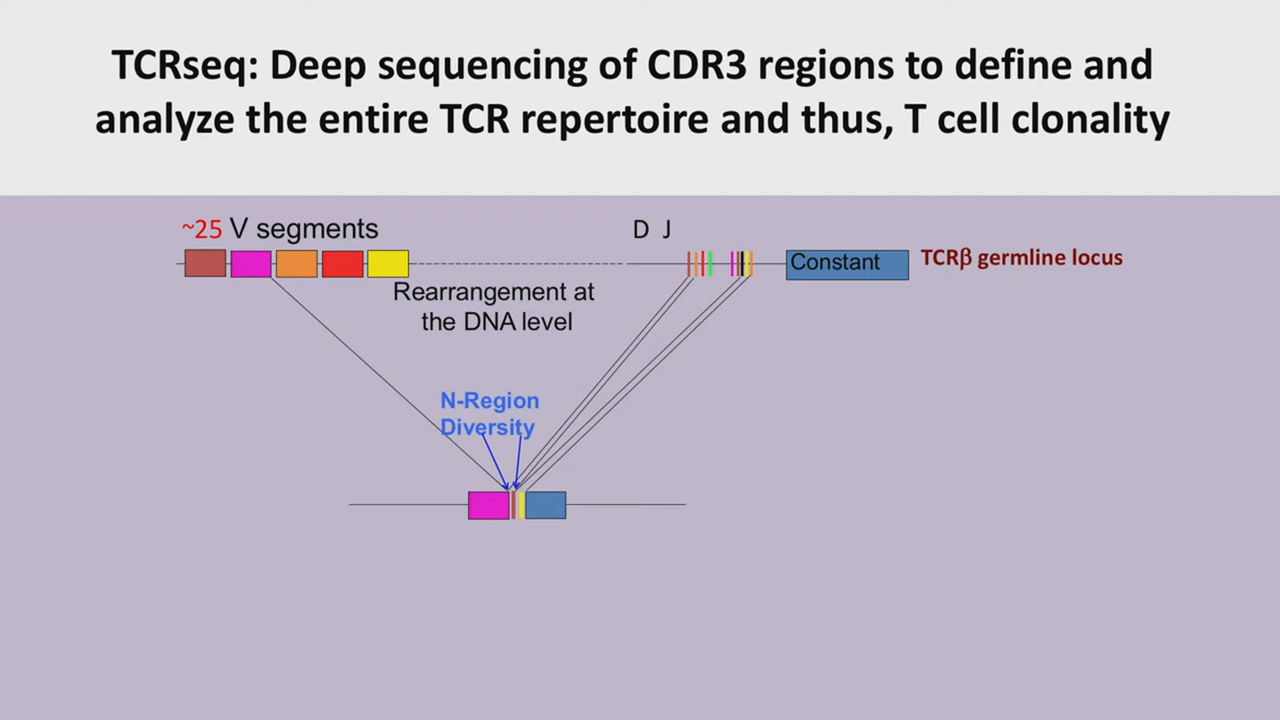 TCRseq: Deep sequencing of CDR3 regions to define and
analyze the entire TCR repertoire and thus, T cell clonality
~25 V segments
D J
Constant
TCRβ germline locus
Rearrangement at
the DNA level
N-Region
Diversity